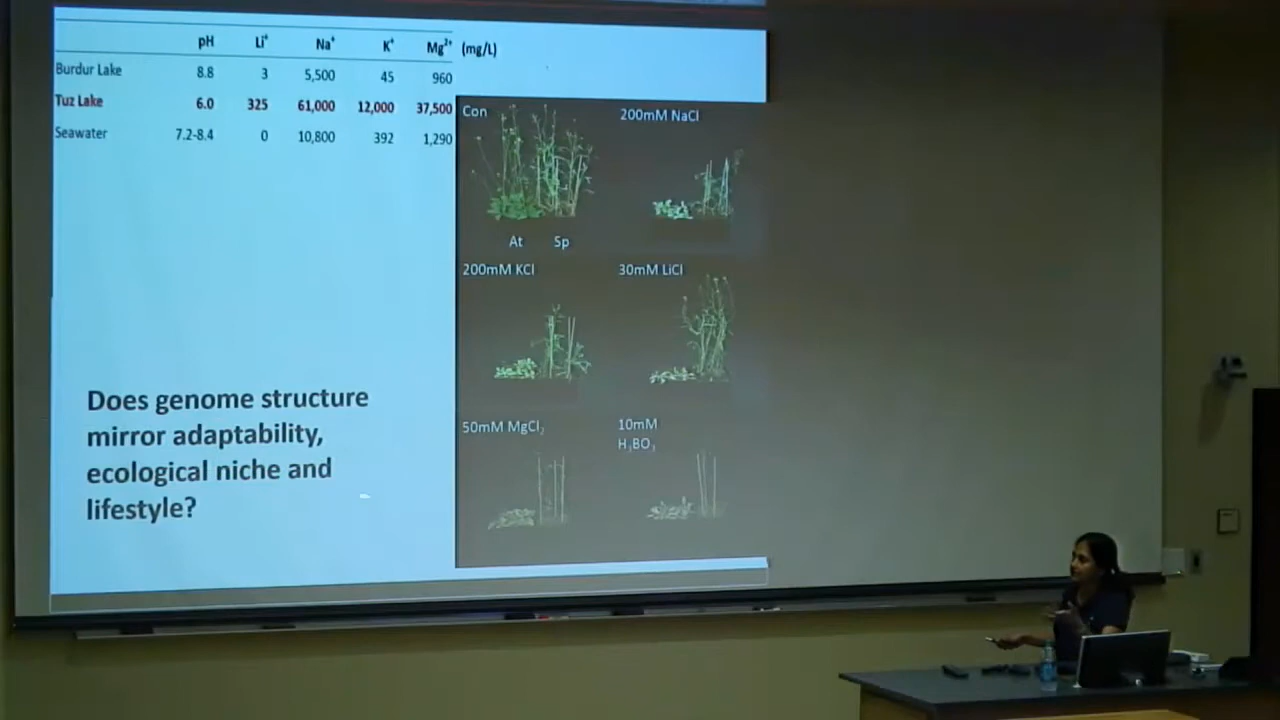 pH Li⁺ Na⁺ K⁺ Mg²⁺ (mg/L)
Burdur Lake 8.8 3 5,500 45 960
Tuz Lake 6.0 325 61,000 12,000 37,500
Seawater 7.2-8.4 0 10,800 392 1,290
Con 200mM NaCl
At Sp
200mM KCl 30mM LiCl
50mM MgCl₂ 10mM
H₃BO₃
Does genome structure
mirror adaptability,
ecological niche and
lifestyle?